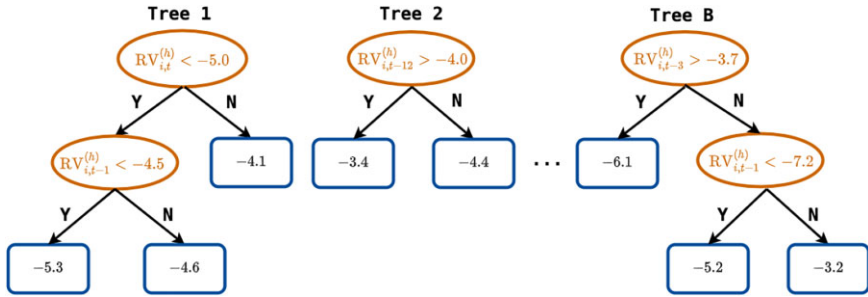 Tree 1 Tree 2 Tree B
RV_{i,t}^{(h)} < −5.0 RV_{i,t−12}^{(h)} > −4.0 RV_{i,t−3}^{(h)} > −3.7
Y N Y N Y N
RV_{i,t−1}^{(h)} < −4.5 −4.1 −3.4 −4.4 ... −6.1 RV_{i,t−1}^{(h)} < −7.2
Y N Y N
−5.3 −4.6 −5.2 −3.2